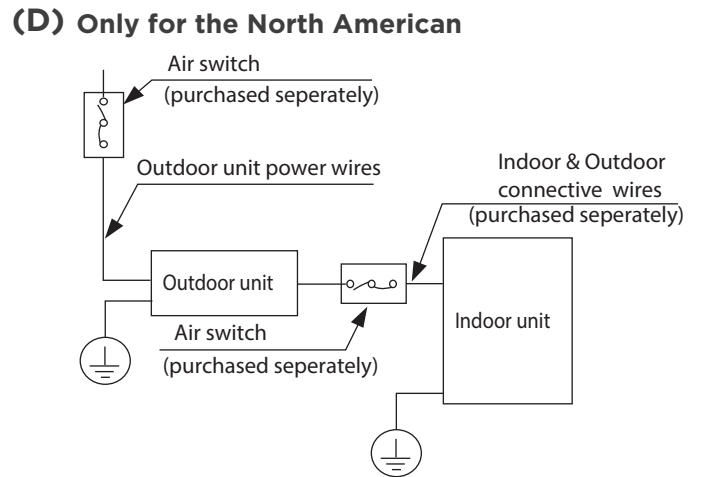 (D) Only for the North American
Air switch
(purchased seperately)
Outdoor unit power wires
Indoor & Outdoor
connective wires
(purchased seperately)
Outdoor unit
Indoor unit
Air switch
(purchased seperately)